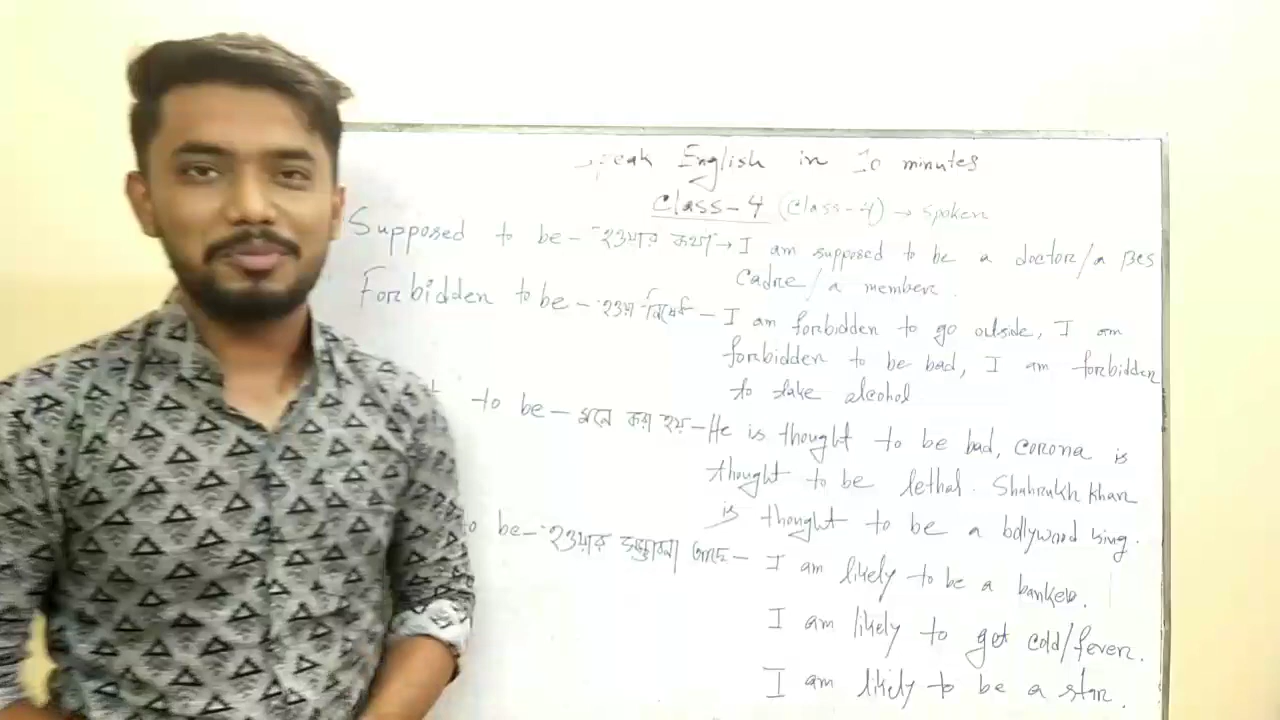 speak English in 10 minutes
Class-4 (Class-4) → Spoken
Supposed to be – "হওয়ার কথা" → I am supposed to be a doctor/a BCS
Cadre/a member.
Forbidden to be – হওয়া নিষেধ – I am forbidden to go outside, I am
forbidden to be bad, I am forbidden
to take alcohol
to be – মনে করা হয় – He is thought to be bad, corona is
thought to be lethal. Shahrukh Khan
is thought to be a bollywood king.
to be – হওয়ার সম্ভাবনা আছে – I am likely to be a banker.
I am likely to get cold/fever.
I am likely to be a star.